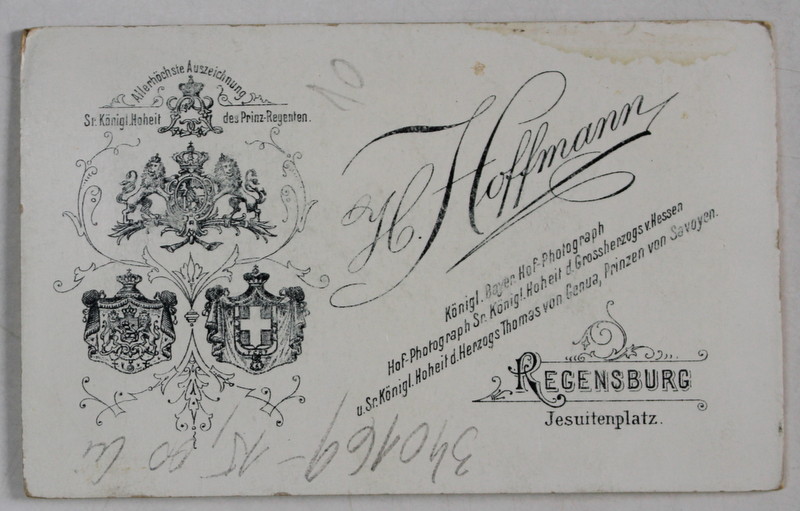 Allerhöchste Auszeichnung
Sr. Königl. Hoheit des Prinz-Regenten.
H. Hoffmann
Königl. Bayer. Hof-Photograph
Hof-Photograph Sr. Königl. Hoheit d. Grossherzogs v. Hessen
u. Sr. Königl. Hoheit d. Herzogs Thomas von Genua, Prinzen von Savoyen.
REGENSBURG
Jesuitenplatz.
10
340169